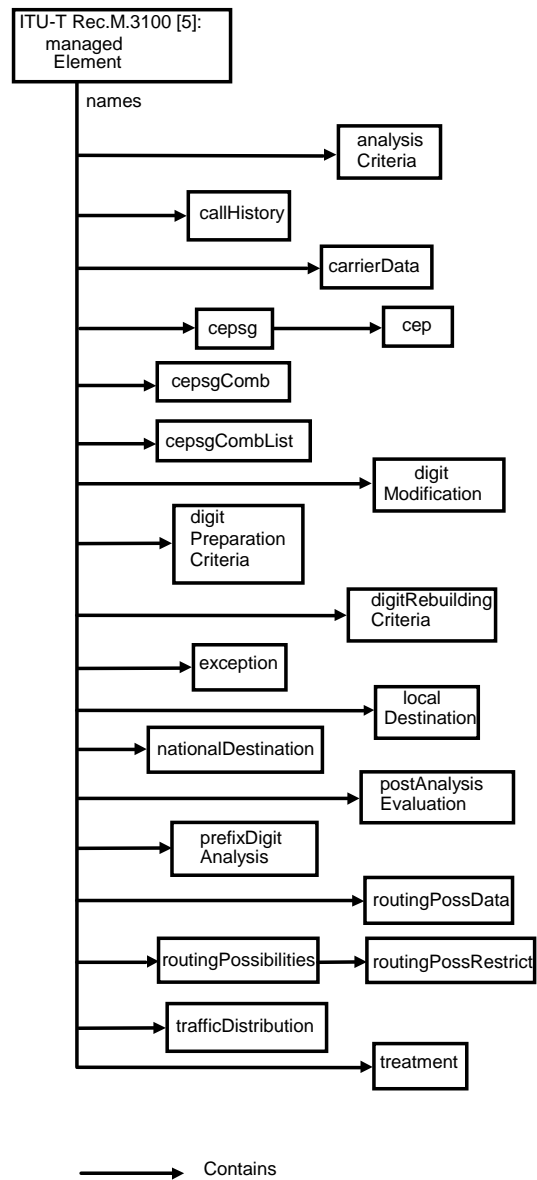 ITU-T Rec.M.3100 [5]:
managed
Element
names
analysis
Criteria
callHistory
carrierData
cepsg
cep
cepsgComb
cepsgCombList
digit
Modification
digit
Preparation
Criteria
digitRebuilding
Criteria
exception
local
Destination
nationalDestination
postAnalysis
Evaluation
prefixDigit
Analysis
routingPossData
routingPossibilities
routingPossRestrict
trafficDistribution
treatment
Contains